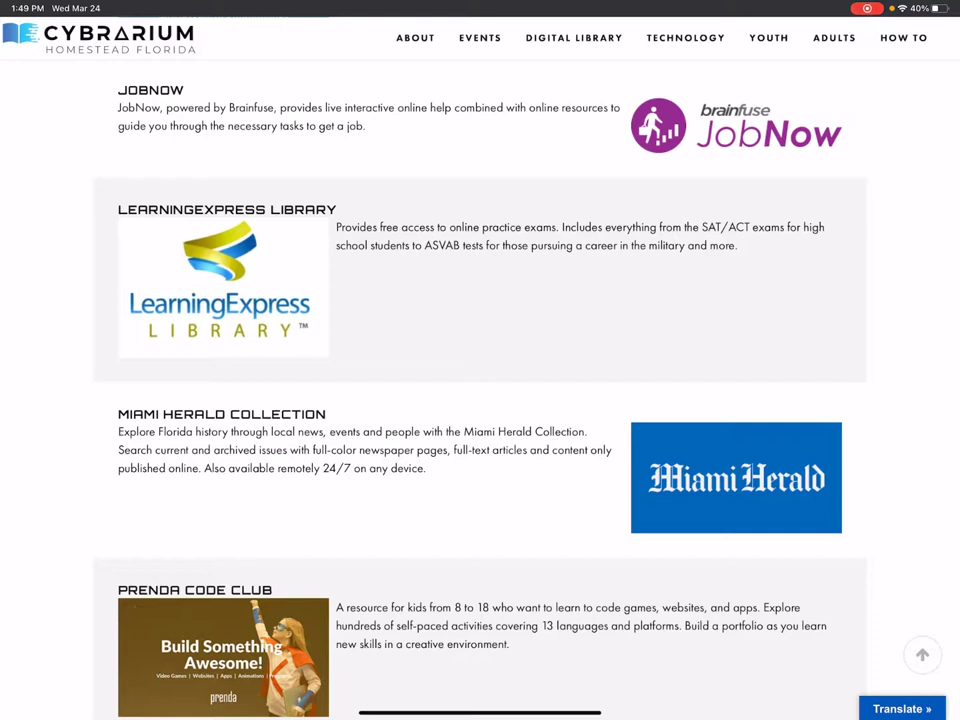 1:49 PM Wed Mar 24
40%
CYBRARIUM
HOMESTEAD FLORIDA
ABOUT EVENTS DIGITAL LIBRARY TECHNOLOGY YOUTH ADULTS HOW TO
JOBNOW
JobNow, powered by Brainfuse, provides live interactive online help combined with online resources to
guide you through the necessary tasks to get a job.
brainfuse
JobNow
LEARNINGEXPRESS LIBRARY
Provides free access to online practice exams. Includes everything from the SAT/ACT exams for high
school students to ASVAB tests for those pursuing a career in the military and more.
LearningExpress
LIBRARY™
MIAMI HERALD COLLECTION
Explore Florida history through local news, events and people with the Miami Herald Collection.
Search current and archived issues with full-color newspaper pages, full-text articles and content only
published online. Also available remotely 24/7 on any device.
Miami Herald
PRENDA CODE CLUB
A resource for kids from 8 to 18 who want to learn to code games, websites, and apps. Explore
hundreds of self-paced activities covering 13 languages and platforms. Build a portfolio as you learn
new skills in a creative environment.
Build Something
Awesome!
Video Games | Websites | Apps | Animations |
prenda
Translate »